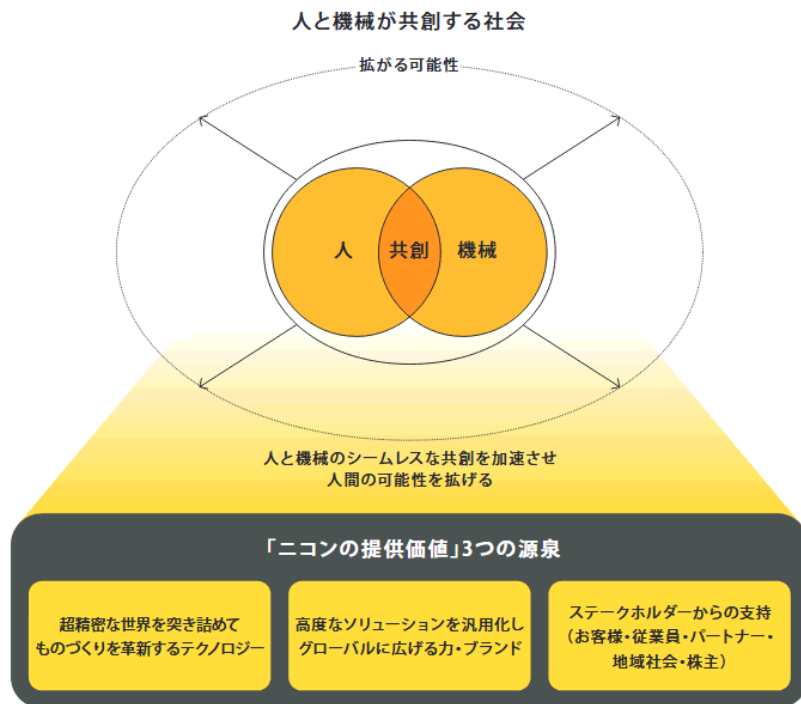 人と機械が共創する社会
拡がる可能性
人
共創
機械
人と機械のシームレスな共創を加速させ
人間の可能性を拡げる
「ニコンの提供価値」3つの源泉
超精密な世界を突き詰めて
ものづくりを革新するテクノロジー
高度なソリューションを汎用化し
グローバルに広げる力・ブランド
ステークホルダーからの支持
（お客様・従業員・パートナー・
地域社会・株主）